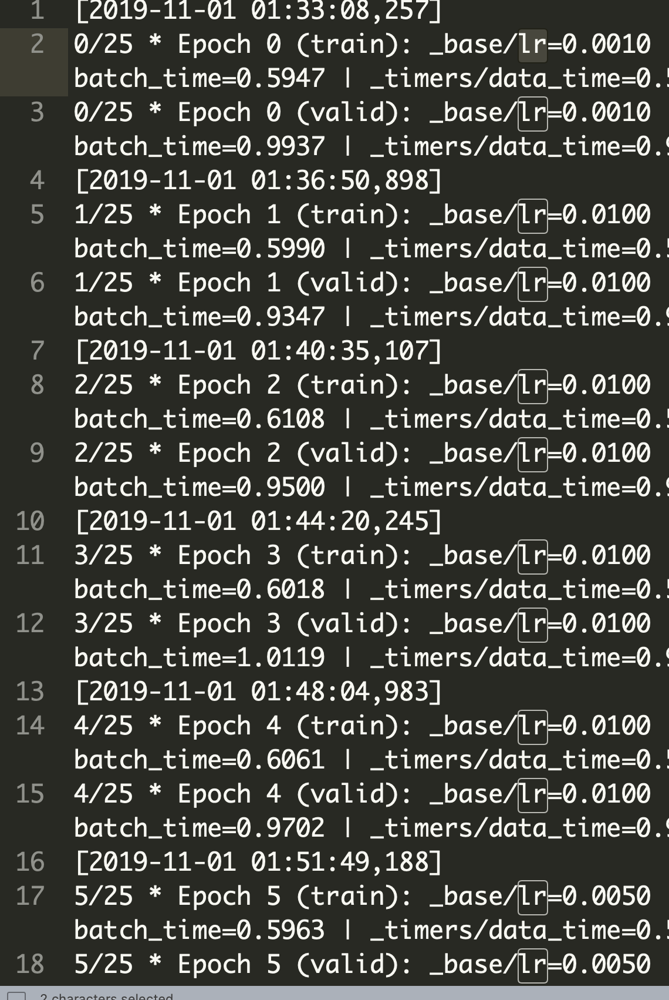 1 [2019-11-01 01:33:08,257]
2 0/25 * Epoch 0 (train): _base/lr=0.0010
batch_time=0.5947 | _timers/data_time=0.
3 0/25 * Epoch 0 (valid): _base/lr=0.0010
batch_time=0.9937 | _timers/data_time=0.
4 [2019-11-01 01:36:50,898]
5 1/25 * Epoch 1 (train): _base/lr=0.0100
batch_time=0.5990 | _timers/data_time=0.
6 1/25 * Epoch 1 (valid): _base/lr=0.0100
batch_time=0.9347 | _timers/data_time=0.
7 [2019-11-01 01:40:35,107]
8 2/25 * Epoch 2 (train): _base/lr=0.0100
batch_time=0.6108 | _timers/data_time=0.
9 2/25 * Epoch 2 (valid): _base/lr=0.0100
batch_time=0.9500 | _timers/data_time=0.
10 [2019-11-01 01:44:20,245]
11 3/25 * Epoch 3 (train): _base/lr=0.0100
batch_time=0.6018 | _timers/data_time=0.
12 3/25 * Epoch 3 (valid): _base/lr=0.0100
batch_time=1.0119 | _timers/data_time=0.
13 [2019-11-01 01:48:04,983]
14 4/25 * Epoch 4 (train): _base/lr=0.0100
batch_time=0.6061 | _timers/data_time=0.
15 4/25 * Epoch 4 (valid): _base/lr=0.0100
batch_time=0.9702 | _timers/data_time=0.
16 [2019-11-01 01:51:49,188]
17 5/25 * Epoch 5 (train): _base/lr=0.0050
batch_time=0.5963 | _timers/data_time=0.
18 5/25 * Epoch 5 (valid): _base/lr=0.0050
2 characters selected